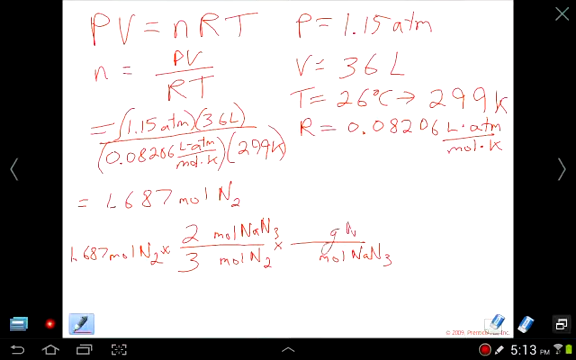 PV = nRT
P = 1.15 atm
n = PV / RT
V = 36 L
T = 26°C → 299 K
= (1.15 atm)(36 L) / (0.08206 L·atm / mol·K)(299K)
R = 0.08206 L·atm / mol·K
= 1.687 mol N2
1.687 mol N2 × 2 mol NaN3 / 3 mol N2 × g N / mol NaN3
5:13 PM